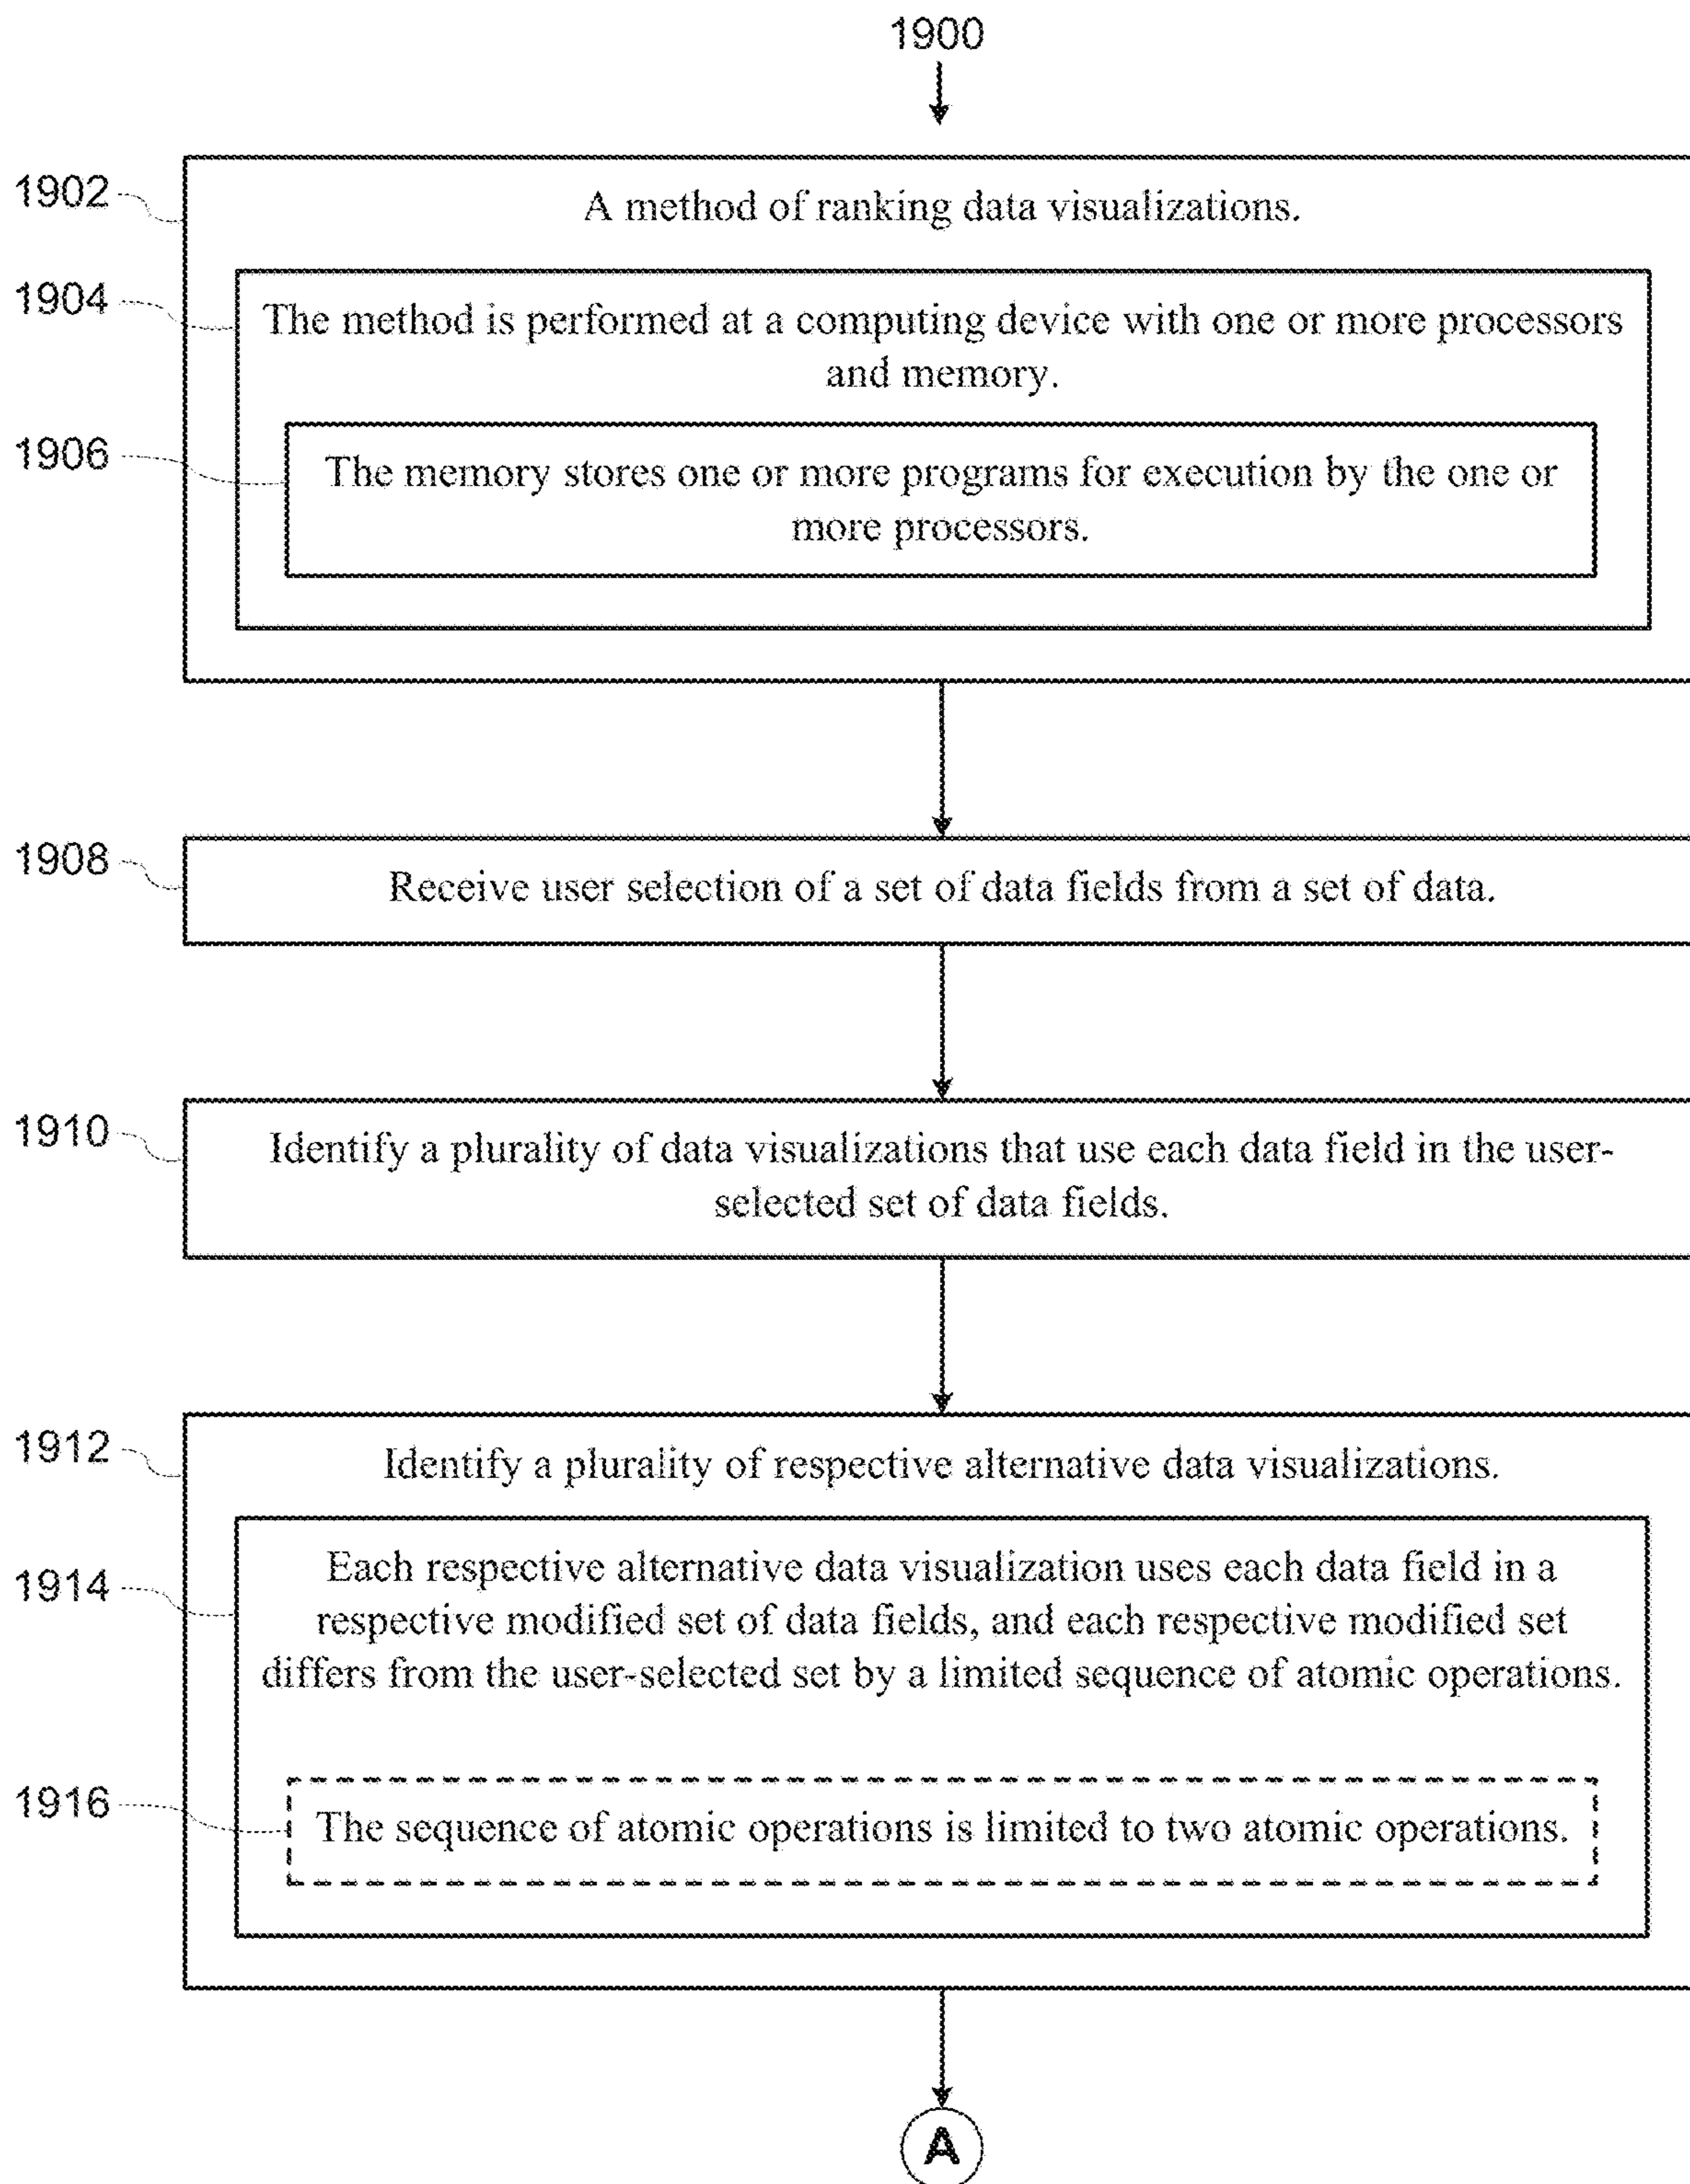 1900
1902
A method of ranking data visualizations.
1904
The method is performed at a computing device with one or more processors
and memory.
1906
The memory stores one or more programs for execution by the one or
more processors.
1908
Receive user selection of a set of data fields from a set of data.
1910
Identify a plurality of data visualizations that use each data field in the user-
selected set of data fields.
1912
Identify a plurality of respective alternative data visualizations.
1914
Each respective alternative data visualization uses each data field in a
respective modified set of data fields, and each respective modified set
differs from the user-selected set by a limited sequence of atomic operations.
1916
The sequence of atomic operations is limited to two atomic operations.
A